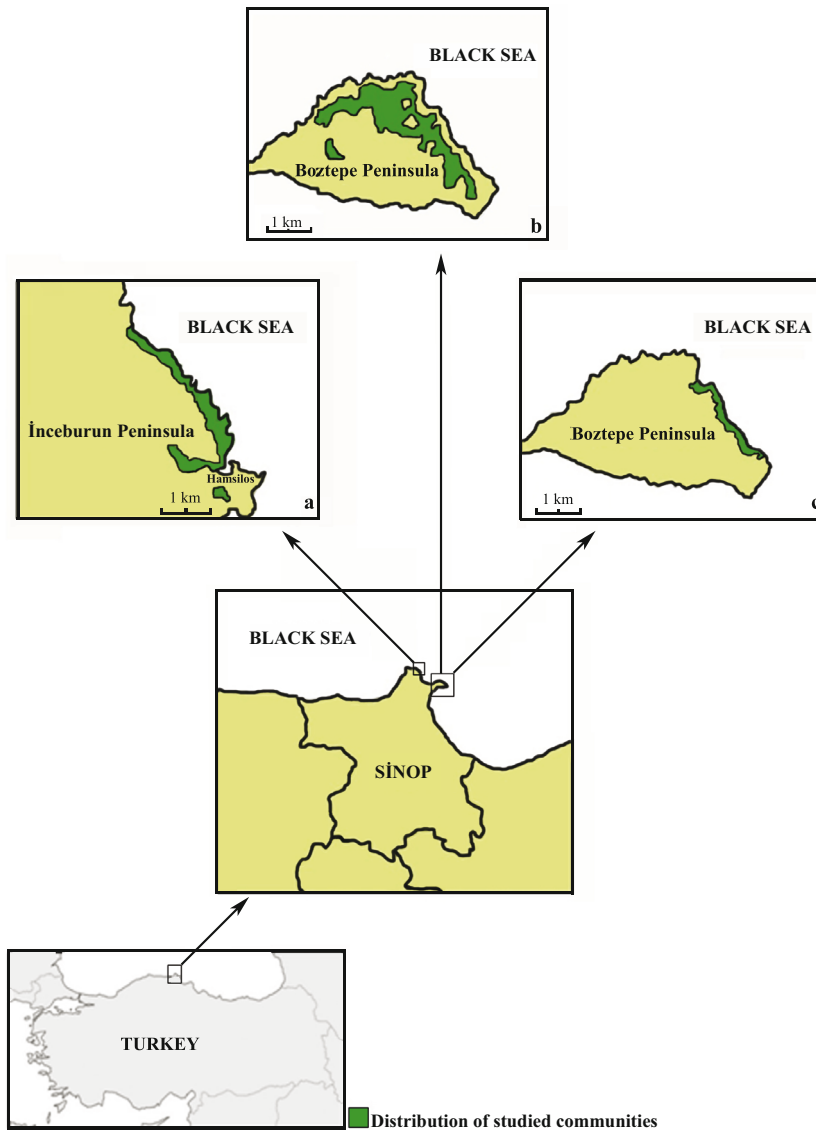 BLACK SEA
Boztepe Peninsula
1 km
b
BLACK SEA
İnceburun Peninsula
Hamsilos
1 km
a
BLACK SEA
Boztepe Peninsula
1 km
c
BLACK SEA
SİNOP
TURKEY
Distribution of studied communities